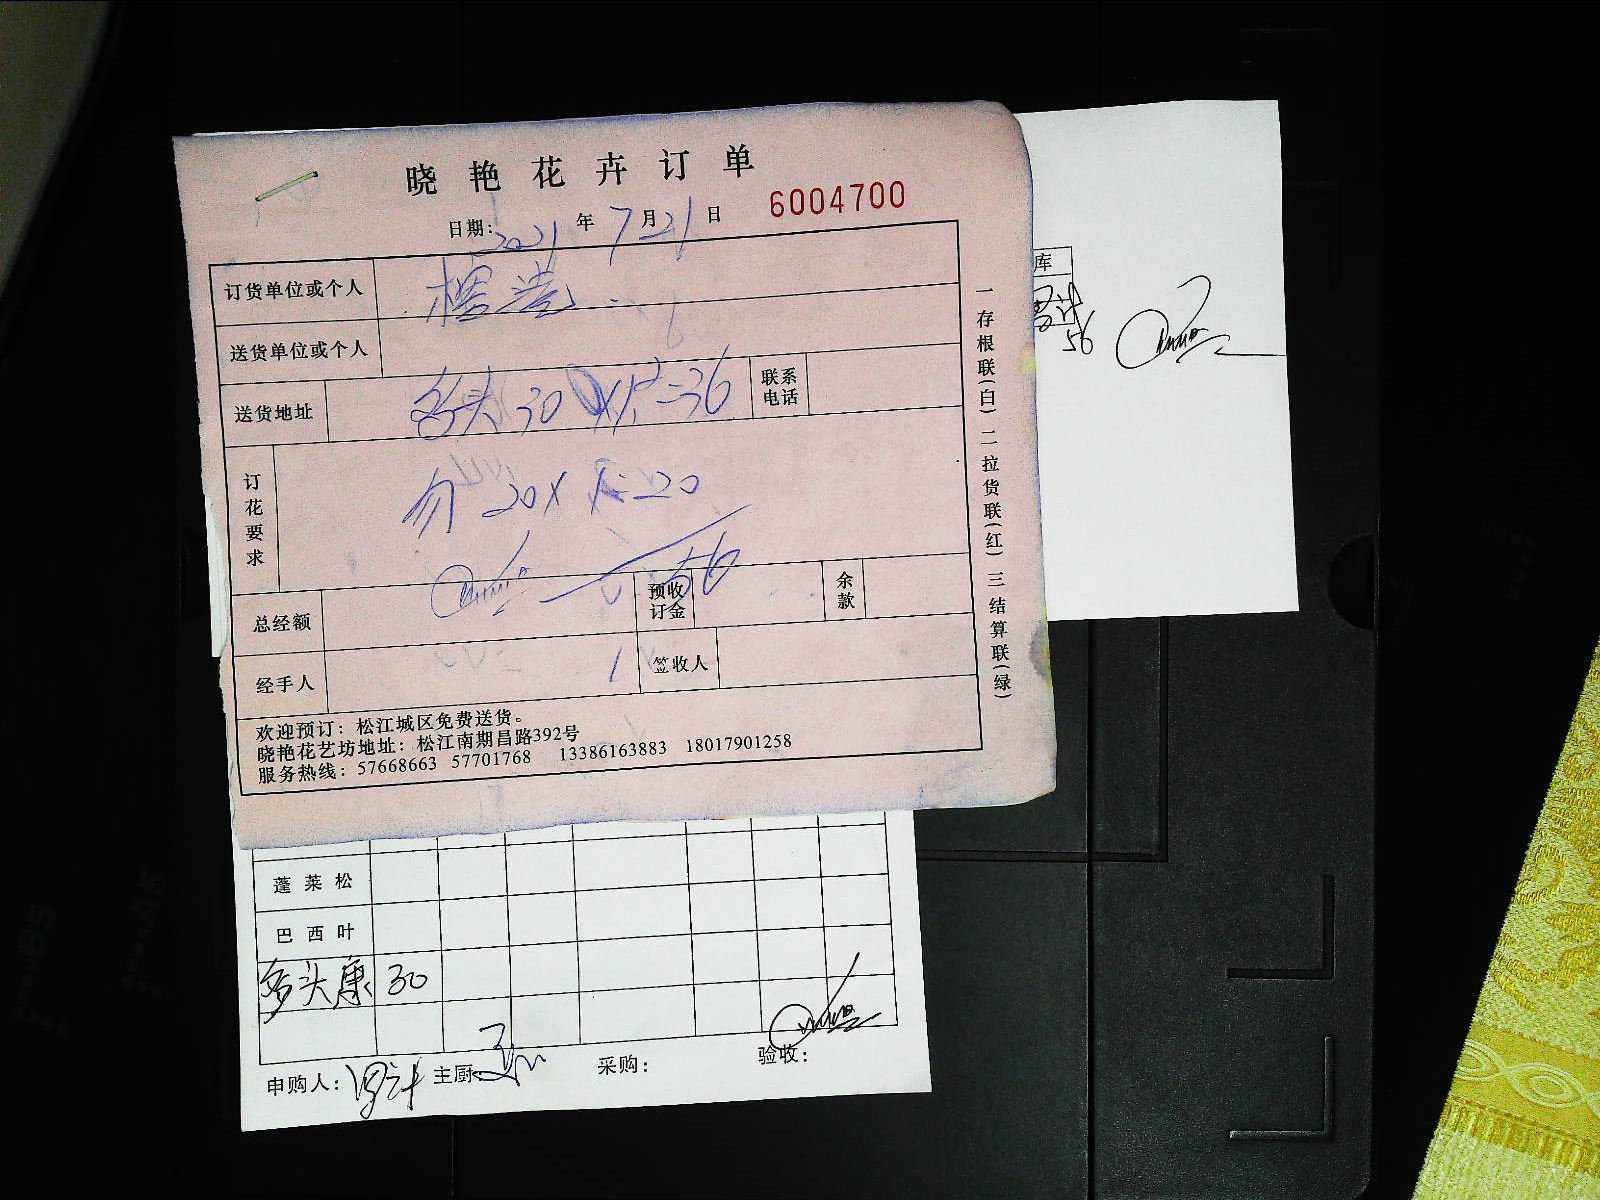 晓艳花卉订单
日期: 2021 年 7 月 21 日 6004700
订货单位或个人
送货单位或个人
送货地址 多头 30 X1.2=36 联系电话
订花要求 勿 20X 1=20
56
总经额 预收订金 余款
经手人 签收人
欢迎预订：松江城区免费送货。
晓艳花艺坊地址：松江南期昌路392号
服务热线：57668663 57701768 13386163883 18017901258
一存根联(白)二拉货联(红)三结算联(绿)
库
56
蓬莱松
巴西叶
多头康 30
申购人: 主厨 采购: 验收: